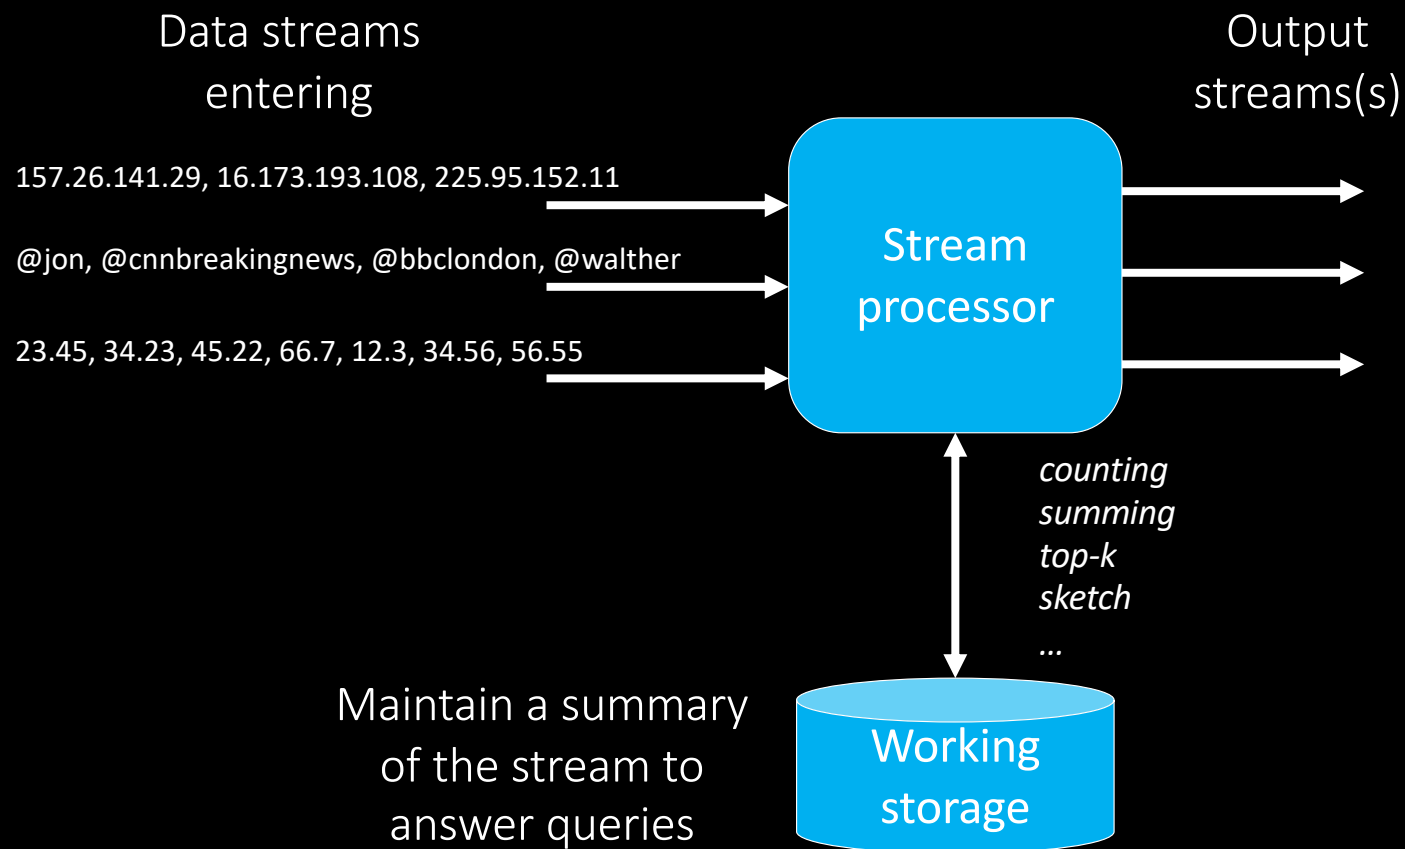 Data streams
entering
Output
streams(s)
157.26.141.29, 16.173.193.108, 225.95.152.11
@jon, @cnnbreakingnews, @bbclondon, @walther
23.45, 34.23, 45.22, 66.7, 12.3, 34.56, 56.55
Stream
processor
counting
summing
top-k
sketch
…
Maintain a summary
of the stream to
answer queries
Working
storage